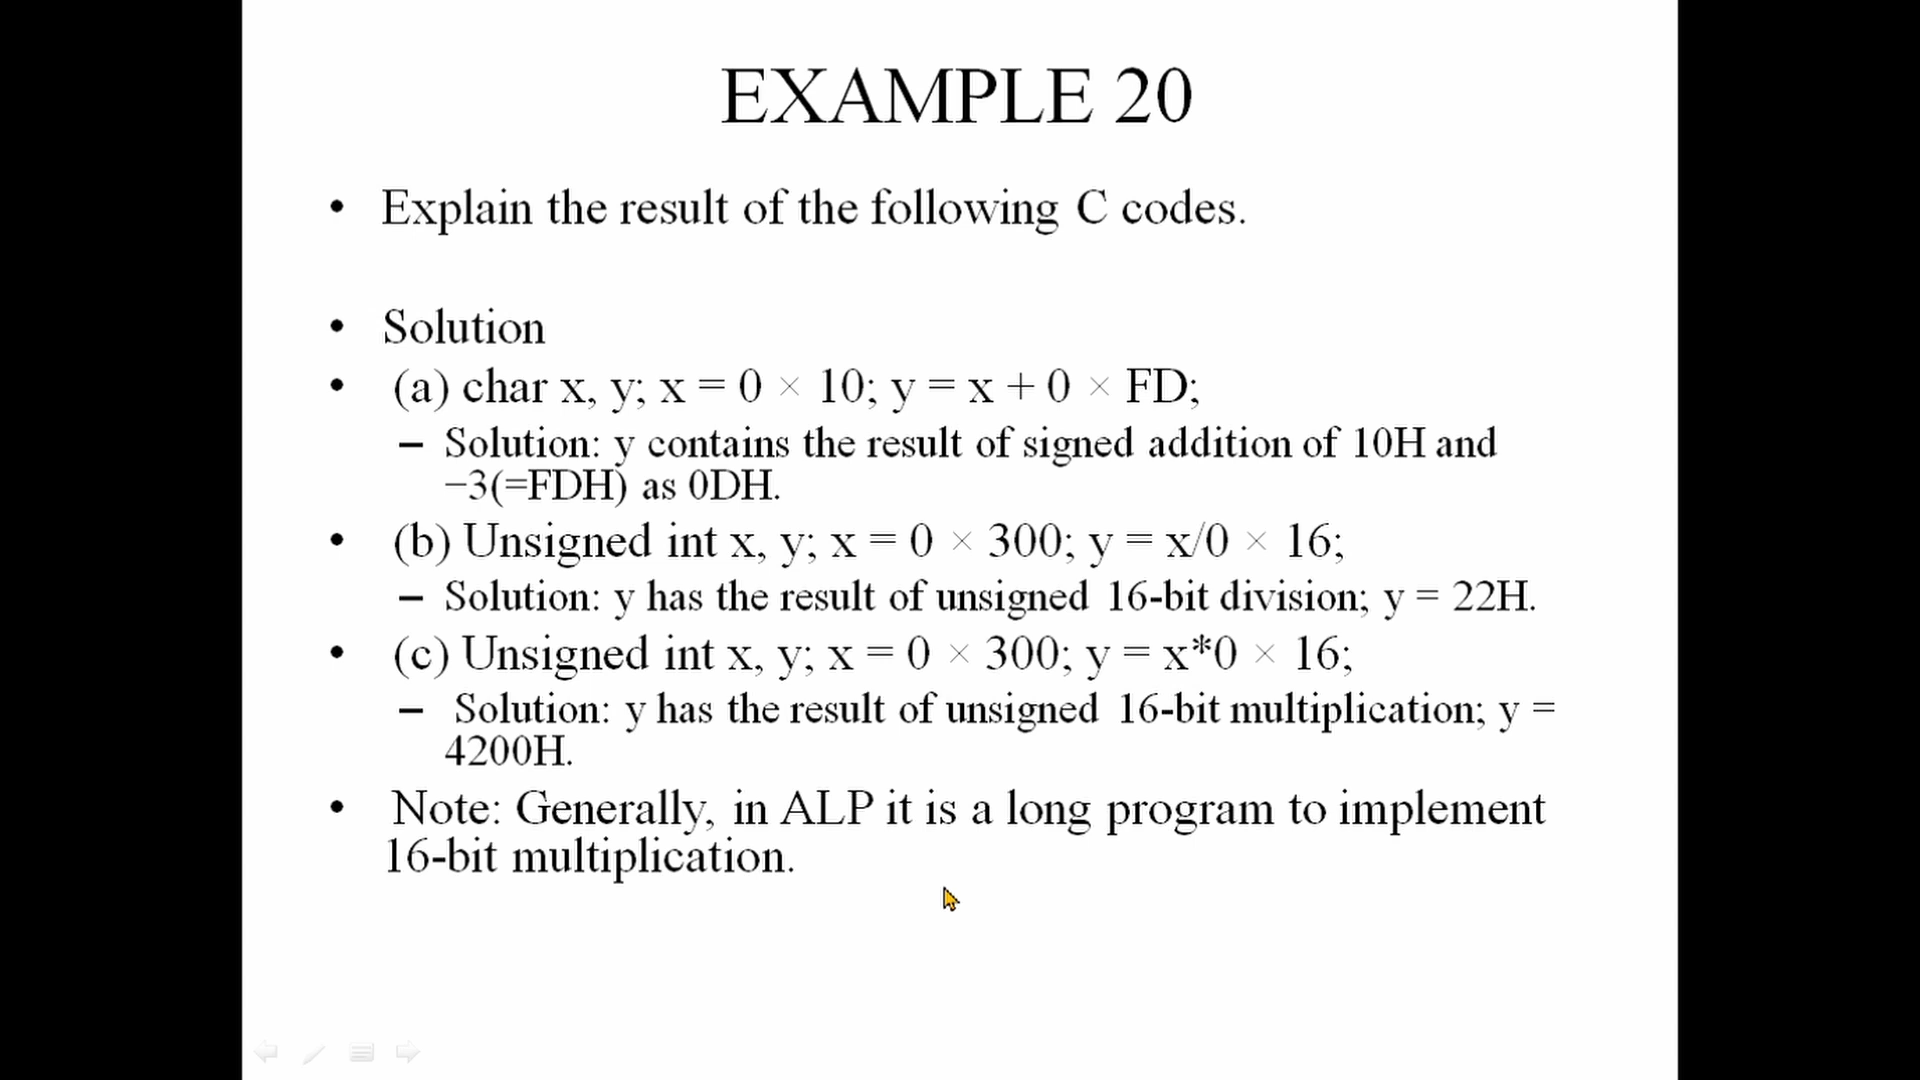 EXAMPLE 20
• Explain the result of the following C codes.
• Solution
• (a) char x, y; x = 0 × 10; y = x + 0 × FD;
– Solution: y contains the result of signed addition of 10H and
−3(=FDH) as 0DH.
• (b) Unsigned int x, y; x = 0 × 300; y = x/0 × 16;
– Solution: y has the result of unsigned 16-bit division; y = 22H.
• (c) Unsigned int x, y; x = 0 × 300; y = x*0 × 16;
– Solution: y has the result of unsigned 16-bit multiplication; y =
4200H.
• Note: Generally, in ALP it is a long program to implement
16-bit multiplication.